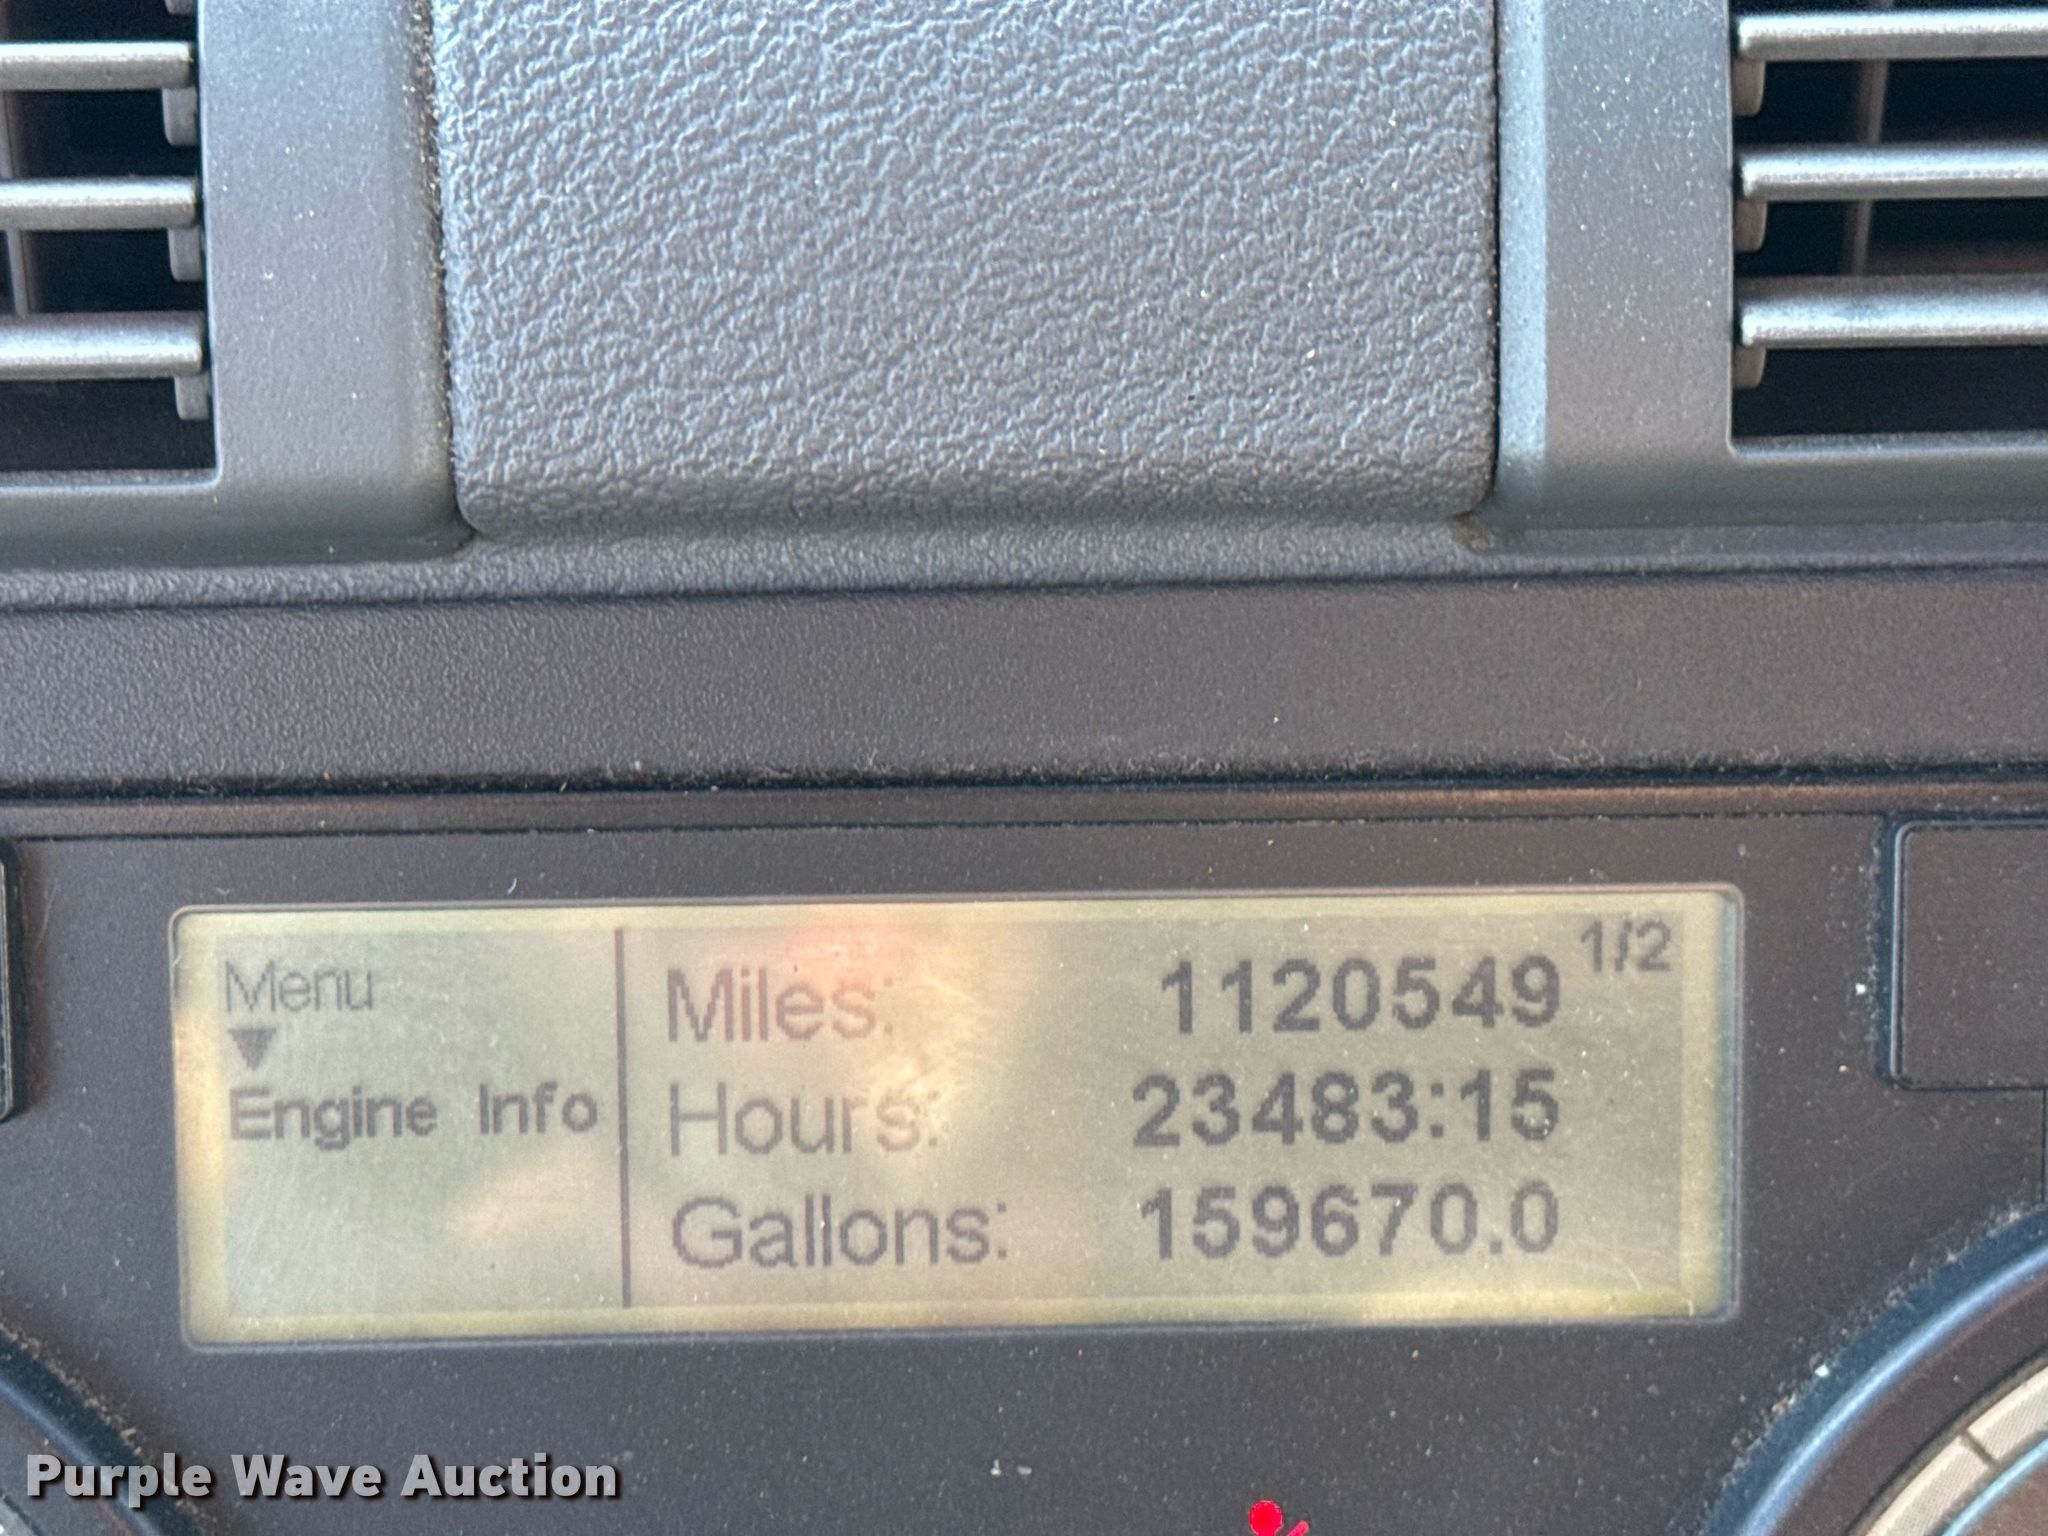 Menu
Engine Info
Miles: 1120549 1/2
Hours: 23483:15
Gallons: 159670.0
Purple Wave Auction